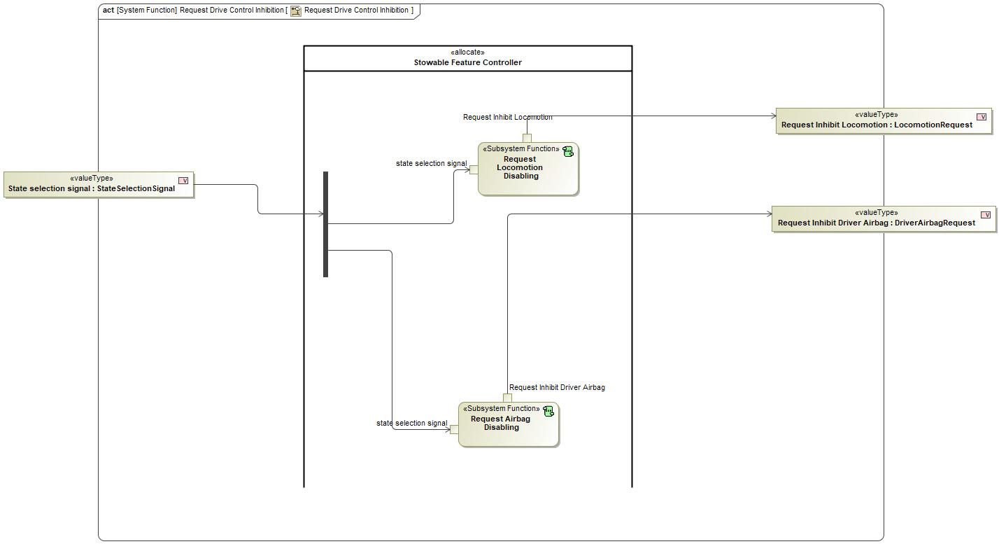 act [System Function] Request Drive Control Inhibition [ Request Drive Control Inhibition ]
«allocate»
Stowable Feature Controller
Request Inhibit Locomotion
«valueType»
V
Request Inhibit Locomotion : LocomotionRequest
«Subsystem Function»
Request
Locomotion
Disabling
state selection signal
«valueType»
V
State selection signal : StateSelectionSignal
«valueType»
V
Request Inhibit Driver Airbag : DriverAirbagRequest
Request Inhibit Driver Airbag
«Subsystem Function»
Request Airbag
Disabling
state selection signal